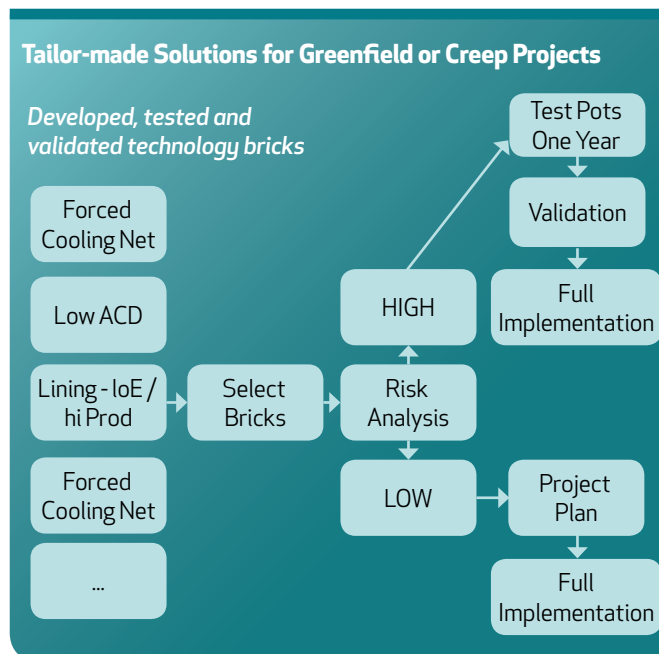 Tailor-made Solutions for Greenfield or Creep Projects
Developed, tested and
validated technology bricks
Forced
Cooling Net
Low ACD
Lining - loE /
hi Prod
Forced
Cooling Net
...
Select
Bricks
Risk
Analysis
HIGH
LOW
Test Pots
One Year
Validation
Full
Implementation
Project
Plan
Full
Implementation